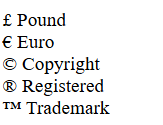 £ Pound
€ Euro
© Copyright
® Registered
™ Trademark